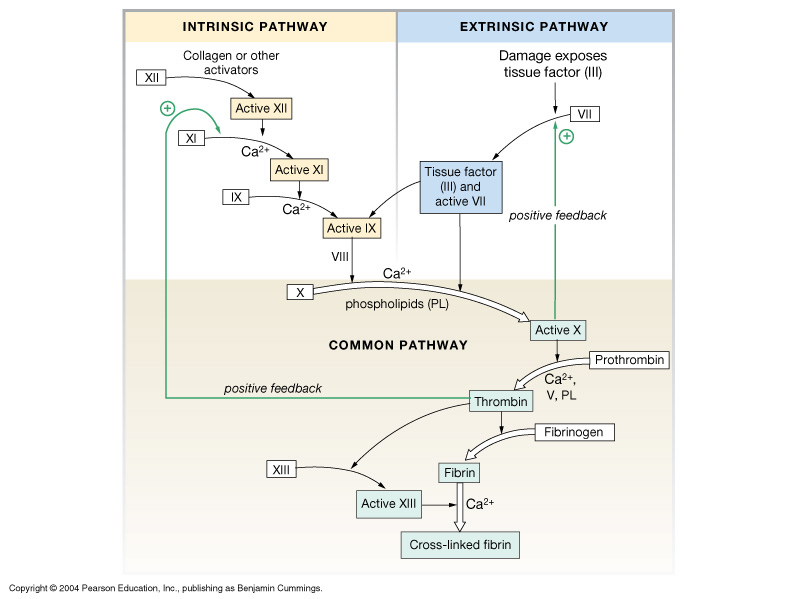 INTRINSIC PATHWAY
EXTRINSIC PATHWAY
Collagen or other
activators
Damage exposes
tissue factor (III)
XII
Active XII
VII
+
+
XI
Ca2+
Active XI
Tissue factor
(III) and
active VII
IX
Ca2+
positive feedback
Active IX
VIII
Ca2+
X
phospholipids (PL)
Active X
COMMON PATHWAY
Prothrombin
Ca2+,
V, PL
positive feedback
Thrombin
Fibrinogen
XIII
Fibrin
Active XIII
Ca2+
Cross-linked fibrin
Copyright © 2004 Pearson Education, Inc., publishing as Benjamin Cummings.